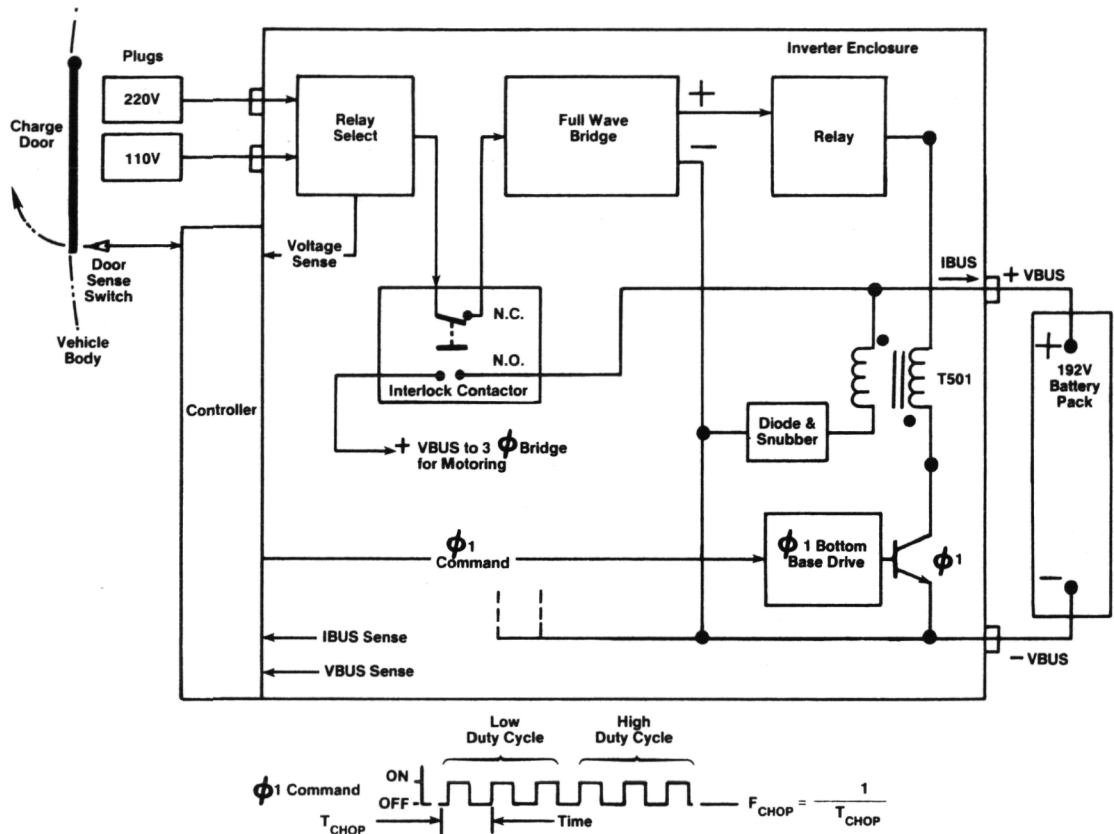 Inverter Enclosure
Plugs
220V
110V
Charge
Door
Relay
Select
Full Wave
Bridge
+
−
Relay
Voltage
Sense
Door
Sense
Switch
Vehicle
Body
N.C.
N.O.
Interlock Contactor
+ VBUS to 3 ϕ Bridge
for Motoring
IBUS
+ VBUS
T501
Diode &
Snubber
+
192V
Battery
Pack
−
Controller
ϕ1
Command
ϕ 1 Bottom
Base Drive
ϕ1
IBUS Sense
VBUS Sense
− VBUS
Low
Duty Cycle
High
Duty Cycle
ϕ1 Command
ON
OFF
T CHOP
Time
F CHOP = 1 / T CHOP